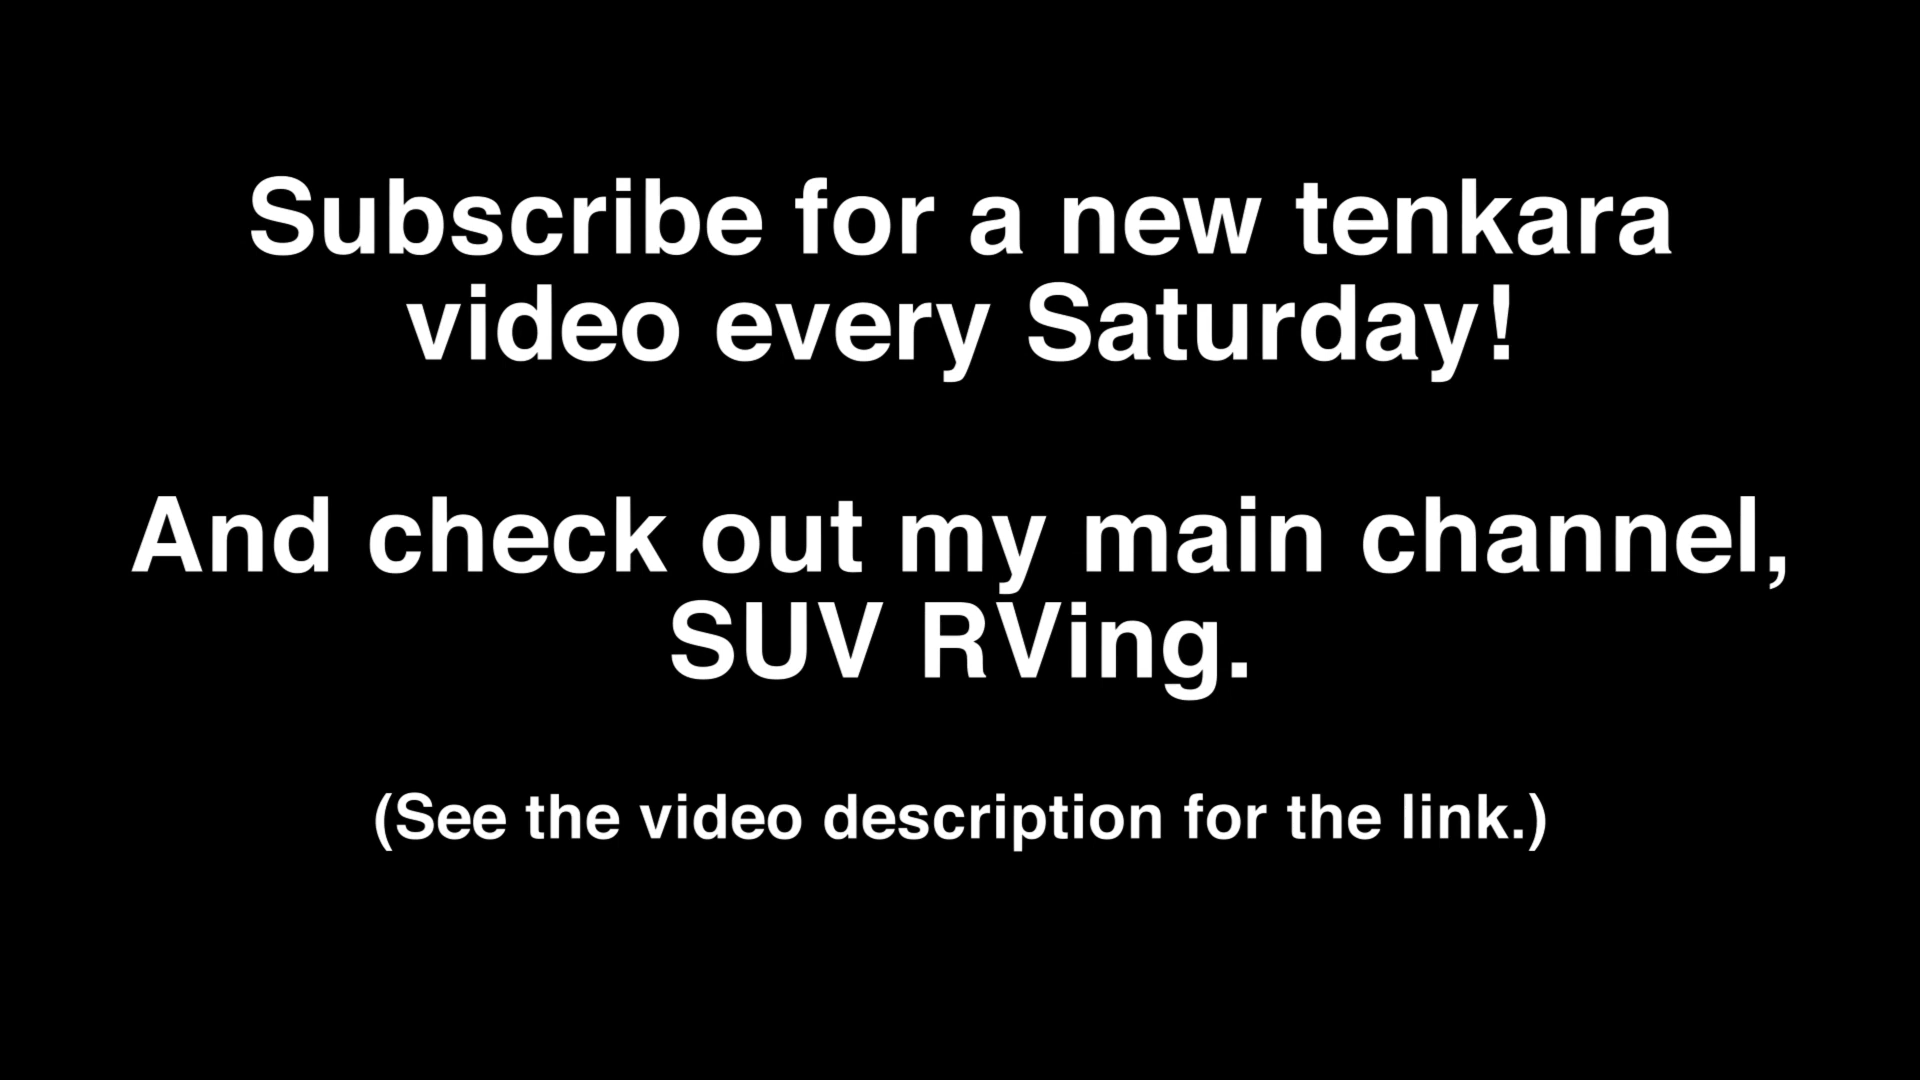 Subscribe for a new tenkara
video every Saturday!
And check out my main channel,
SUV RVing.
(See the video description for the link.)